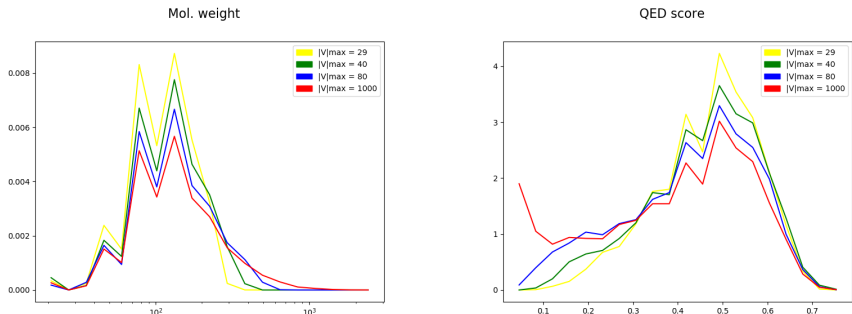 Mol. weight
0.008
0.006
0.004
0.002
0.000
10²
10³
|V|max = 29
|V|max = 40
|V|max = 80
|V|max = 1000
QED score
4
3
2
1
0
0.1
0.2
0.3
0.4
0.5
0.6
0.7
|V|max = 29
|V|max = 40
|V|max = 80
|V|max = 1000